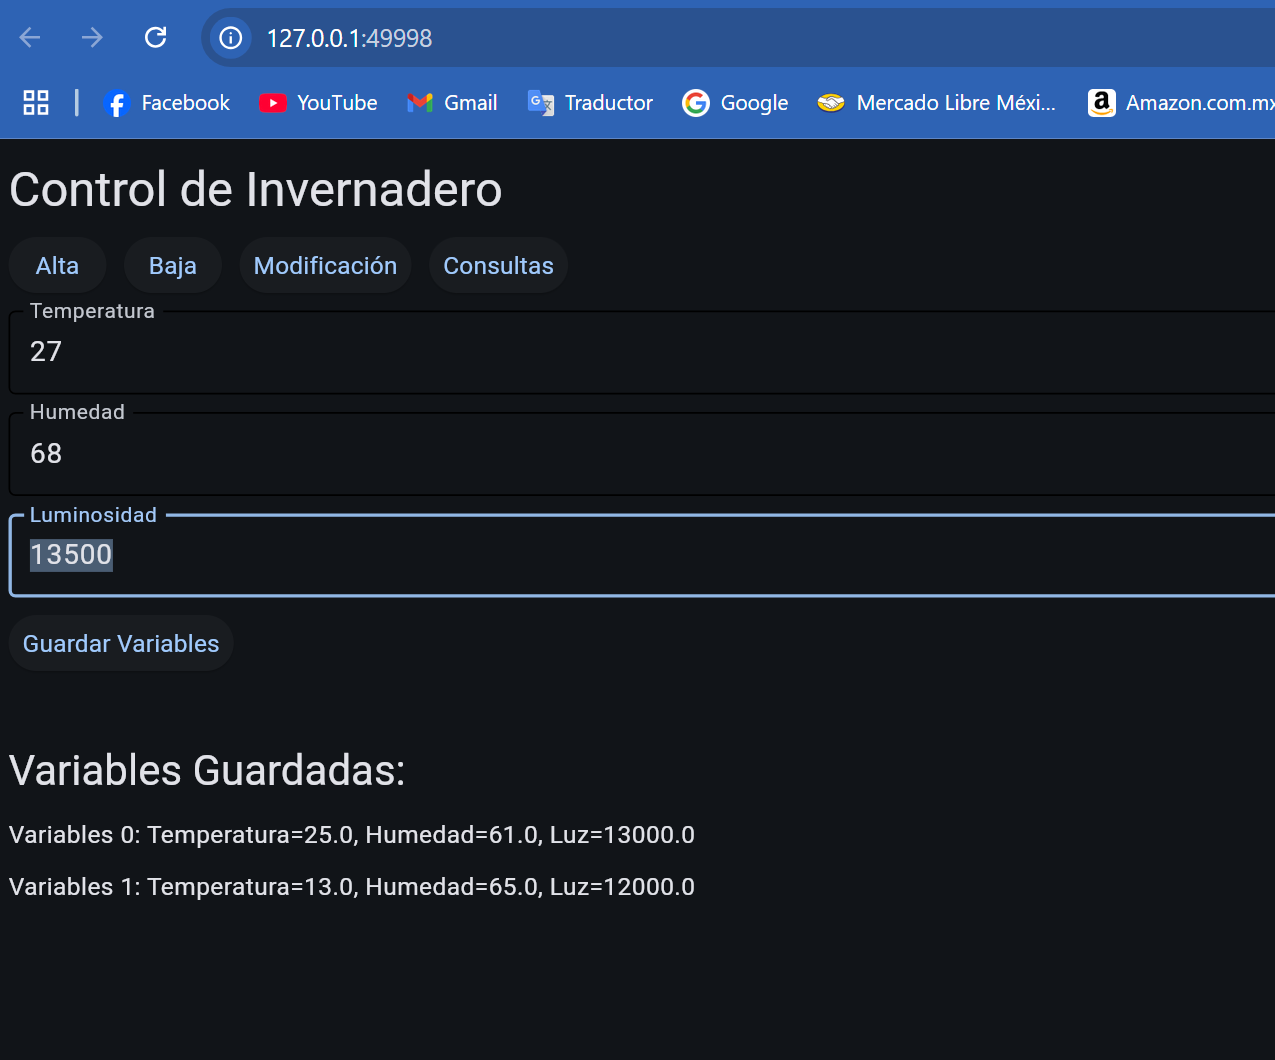 127.0.0.1:49998
Facebook YouTube Gmail Traductor Google Mercado Libre Méxi... Amazon.com.mx
Control de Invernadero
Alta Baja Modificación Consultas
Temperatura
27
Humedad
68
Luminosidad
13500
Guardar Variables
Variables Guardadas:
Variables 0: Temperatura=25.0, Humedad=61.0, Luz=13000.0
Variables 1: Temperatura=13.0, Humedad=65.0, Luz=12000.0